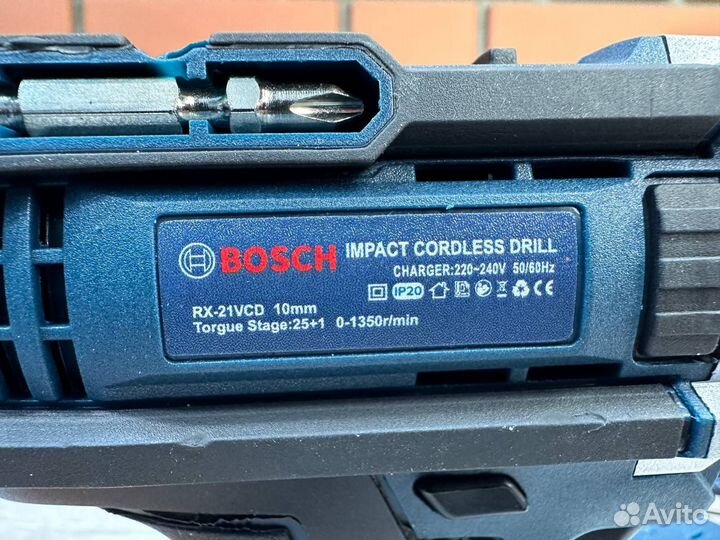 BOSCH IMPACT CORDLESS DRILL
CHARGER:220~240V 50/60Hz
IP20 CE
RX-21VCD 10mm
Torgue Stage:25+1 0-1350r/min
Avito